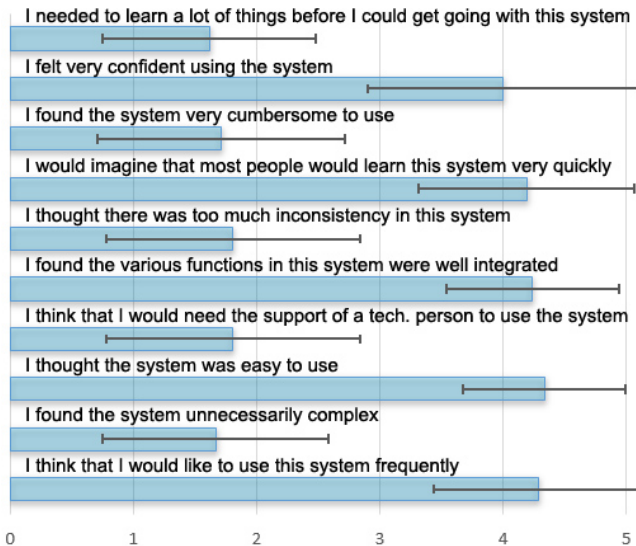 I needed to learn a lot of things before I could get going with this system
I felt very confident using the system
I found the system very cumbersome to use
I would imagine that most people would learn this system very quickly
I thought there was too much inconsistency in this system
I found the various functions in this system were well integrated
I think that I would need the support of a tech. person to use the system
I thought the system was easy to use
I found the system unnecessarily complex
I think that I would like to use this system frequently
0 1 2 3 4 5